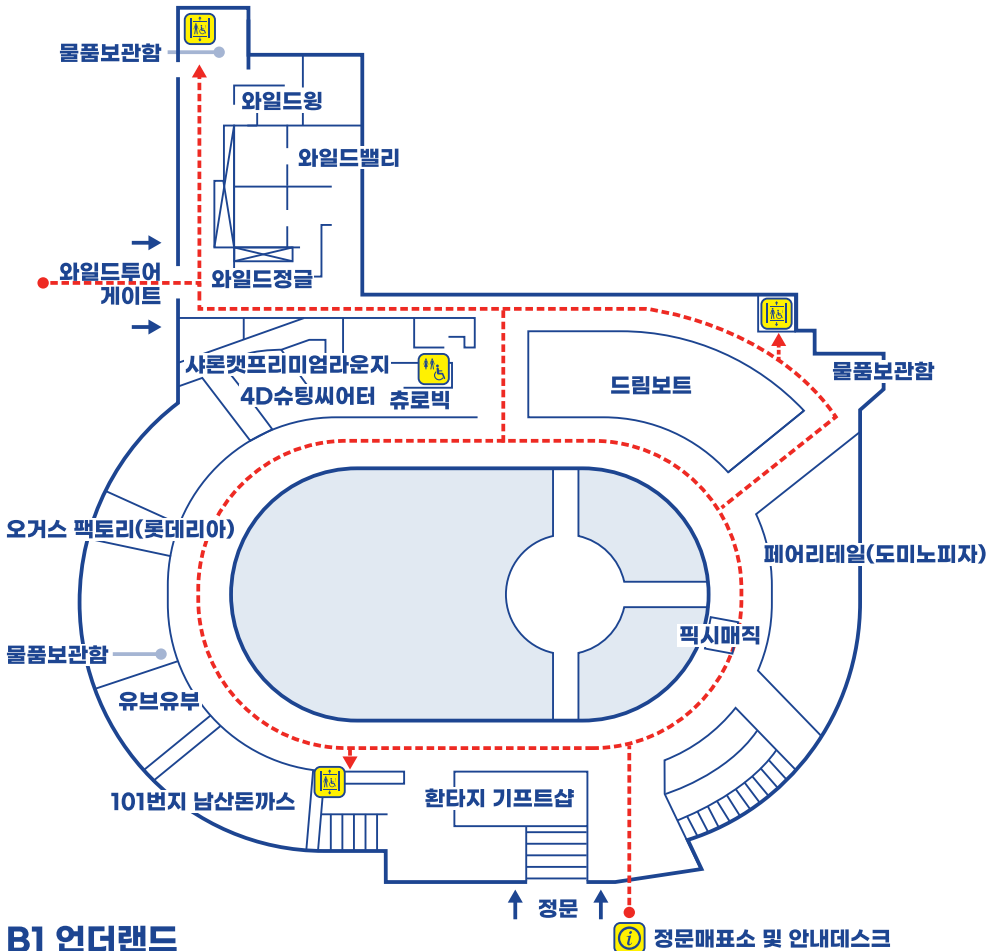 물품보관함
와일드윙
와일드밸리
와일드투어
게이트
와일드정글
샤론캣프리미엄라운지
4D슈팅씨어터
츄로빅
드림보트
물품보관함
오거스 팩토리(롯데리아)
페어리테일(도미노피자)
픽시매직
물품보관함
유브유부
101번지 남산돈까스
환타지 기프트샵
정문
i 정문매표소 및 안내데스크
B1 언더랜드